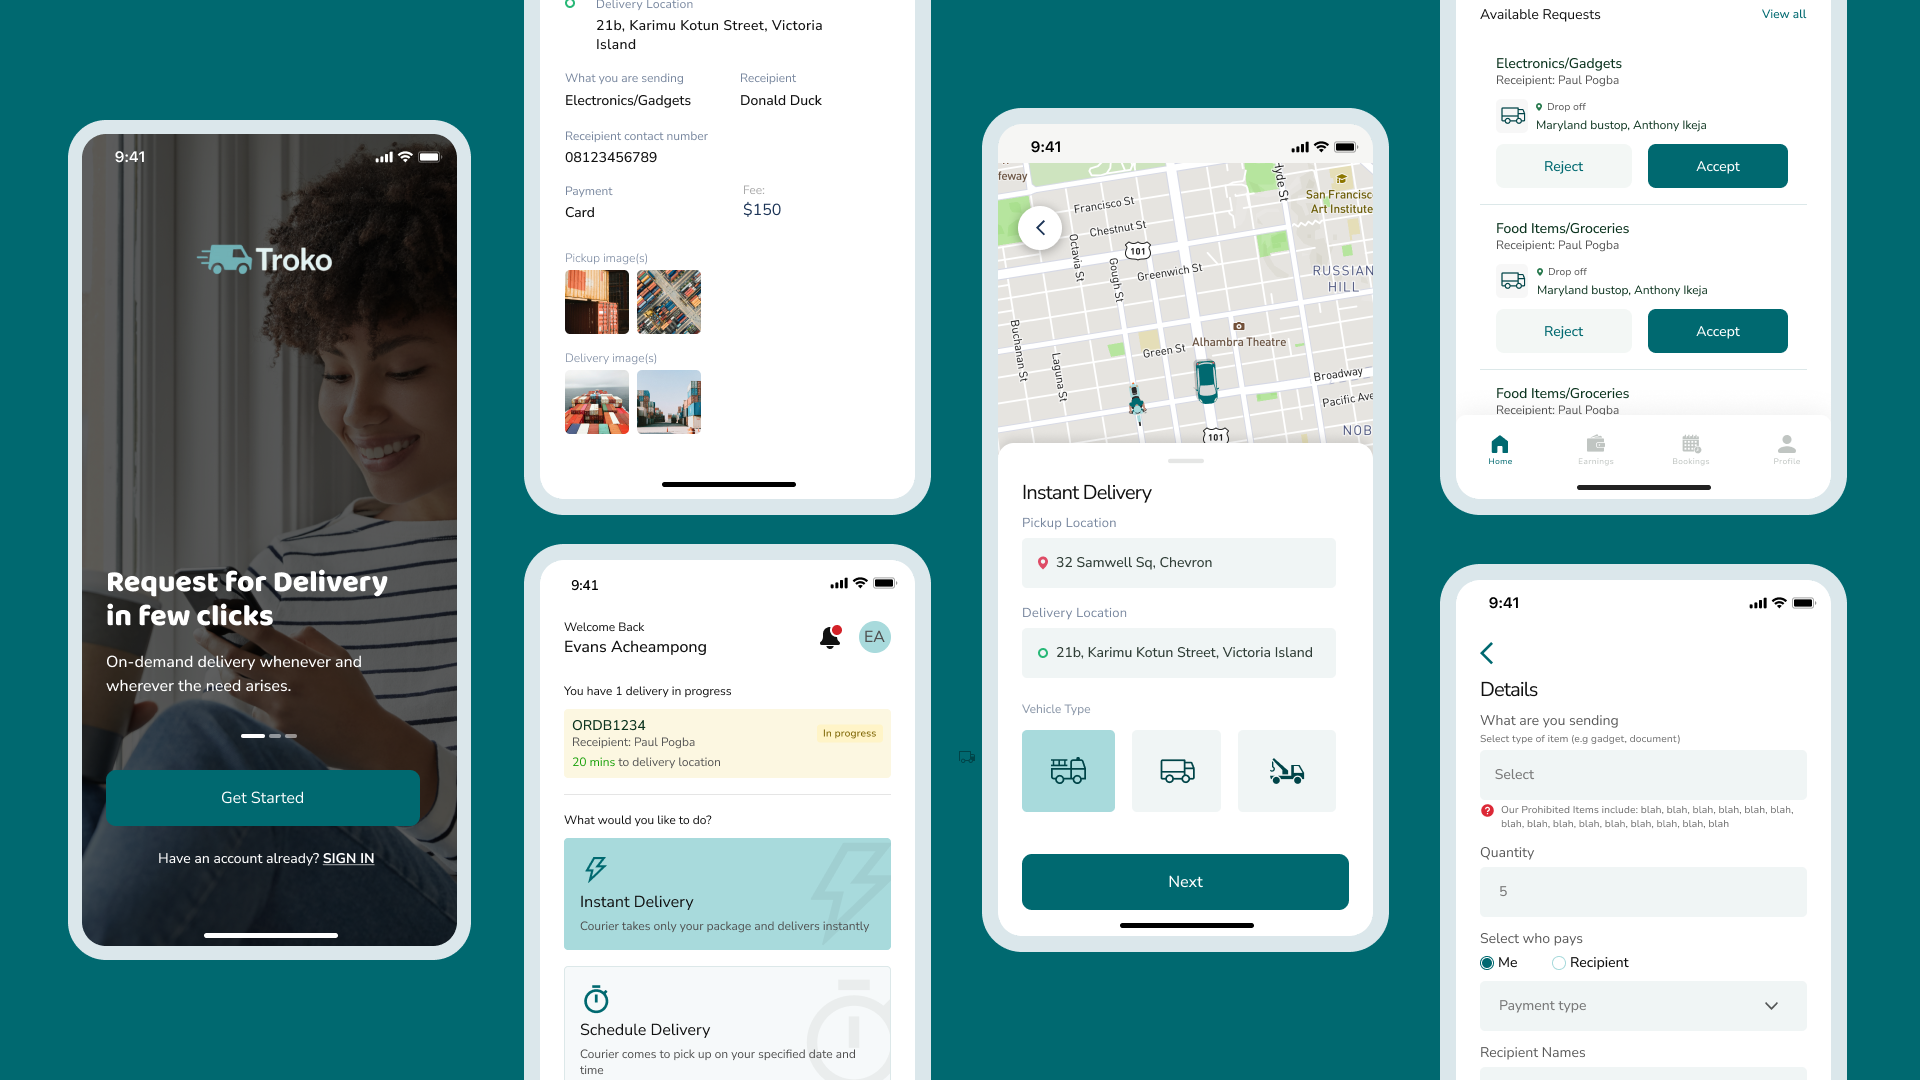 9:41
Troko
Request for Delivery
in few clicks
On-demand delivery whenever and
wherever the need arises.
Get Started
Have an account already? SIGN IN
Delivery Location
21b, Karimu Kotun Street, Victoria
Island
What you are sending
Receipient
Electronics/Gadgets
Donald Duck
Receipient contact number
08123456789
Payment
Fee:
Card
$150
Pickup image(s)
Delivery image(s)
9:41
Welcome Back
Evans Acheampong
EA
You have 1 delivery in progress
ORDB1234
Receipient: Paul Pogba
In progress
20 mins to delivery location
What would you like to do?
Instant Delivery
Courier takes only your package and delivers instantly
Schedule Delivery
Courier comes to pick up on your specified date and
time
9:41
feway
Hyde St
San Francisc
Art Institute
Francisco St
Chestnut St
Octavia St
101
Gough St
Greenwich St
RUSSIAN
HILL
Buchanan St
Alhambra Theatre
Green St
Laguna St
Broadway
Pacific Ave
101
NOB
Instant Delivery
Pickup Location
32 Samwell Sq, Chevron
Delivery Location
21b, Karimu Kotun Street, Victoria Island
Vehicle Type
Next
Available Requests
View all
Electronics/Gadgets
Receipient: Paul Pogba
Drop off
Maryland bustop, Anthony Ikeja
Reject
Accept
Food Items/Groceries
Receipient: Paul Pogba
Drop off
Maryland bustop, Anthony Ikeja
Reject
Accept
Food Items/Groceries
Receipient: Paul Pogba
Home
Earnings
Bookings
Profile
9:41
Details
What are you sending
Select type of item (e.g gadget, document)
Select
Our Prohibited Items include: blah, blah, blah, blah, blah, blah,
blah, blah, blah, blah, blah, blah, blah, blah, blah
Quantity
5
Select who pays
Me
Recipient
Payment type
Recipient Names